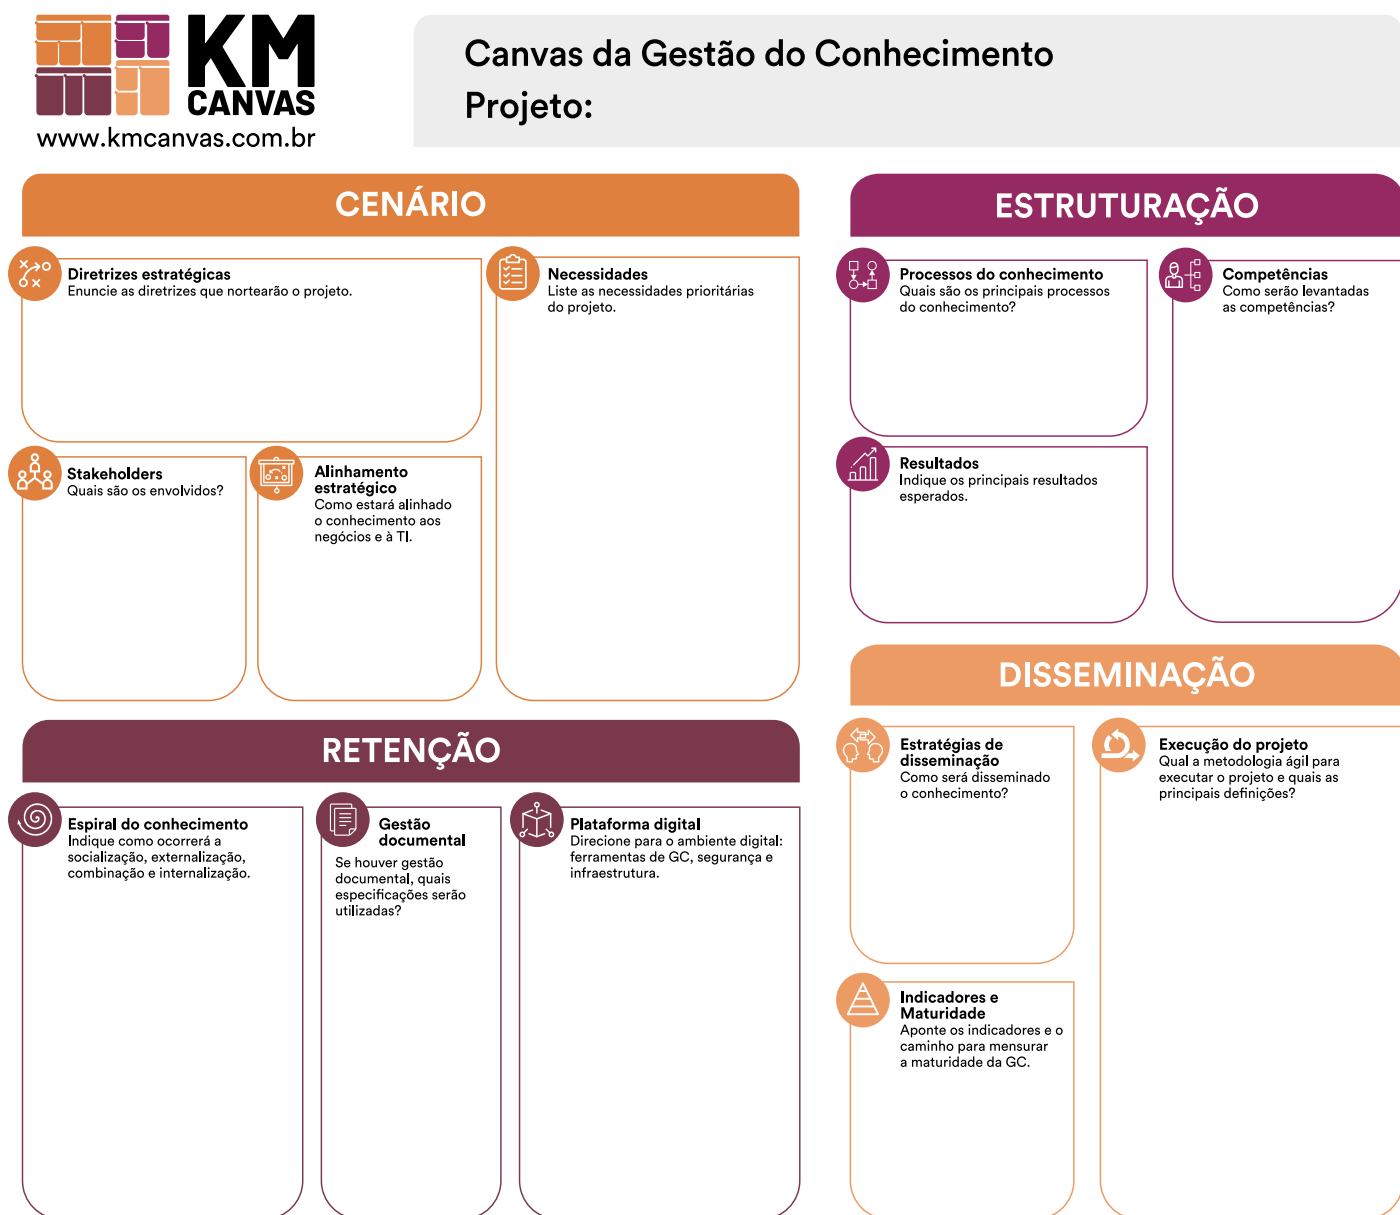 KM
CANVAS
www.kmcanvas.com.br
Canvas da Gestão do Conhecimento
Projeto:
CENÁRIO
Diretrizes estratégicas
Enuncie as diretrizes que nortearão o projeto.
Necessidades
Liste as necessidades prioritárias
do projeto.
Stakeholders
Quais são os envolvidos?
Alinhamento
estratégico
Como estará alinhado
o conhecimento aos
negócios e à TI.
ESTRUTURAÇÃO
Processos do conhecimento
Quais são os principais processos
do conhecimento?
Competências
Como serão levantadas
as competências?
Resultados
Indique os principais resultados
esperados.
RETENÇÃO
Espiral do conhecimento
Indique como ocorrerá a
socialização, externalização,
combinação e internalização.
Gestão
documental
Se houver gestão
documental, quais
especificações serão
utilizadas?
Plataforma digital
Direcione para o ambiente digital:
ferramentas de GC, segurança e
infraestrutura.
DISSEMINAÇÃO
Estratégias de
disseminação
Como será disseminado
o conhecimento?
Execução do projeto
Qual a metodologia ágil para
executar o projeto e quais as
principais definições?
Indicadores e
Maturidade
Aponte os indicadores e o
caminho para mensurar
a maturidade da GC.